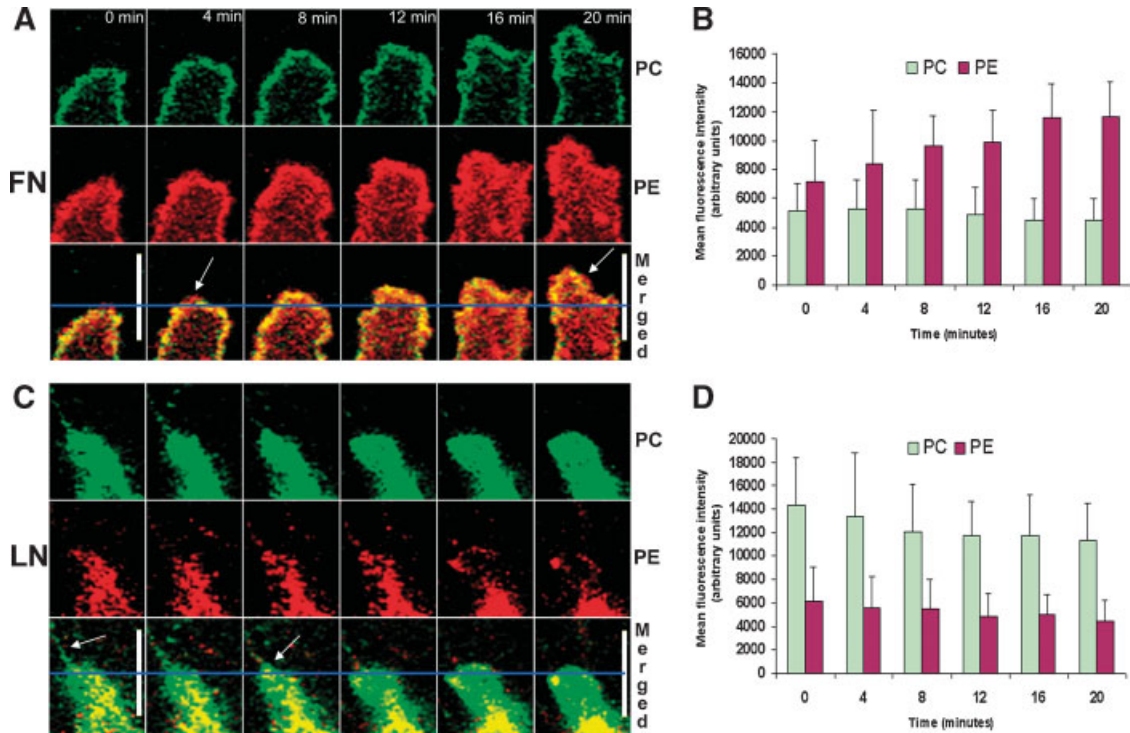 A
0 min 4 min 8 min 12 min 16 min 20 min
PC
FN
PE
Merged
B
PC PE
Mean fluorescence intensity
(arbitrary units)
16000
14000
12000
10000
8000
6000
4000
2000
0
0 4 8 12 16 20
Time (minutes)
C
PC
LN
PE
Merged
D
PC PE
Mean fluorescence intensity
(arbitrary units)
20000
18000
16000
14000
12000
10000
8000
6000
4000
2000
0
0 4 8 12 16 20
Time (minutes)